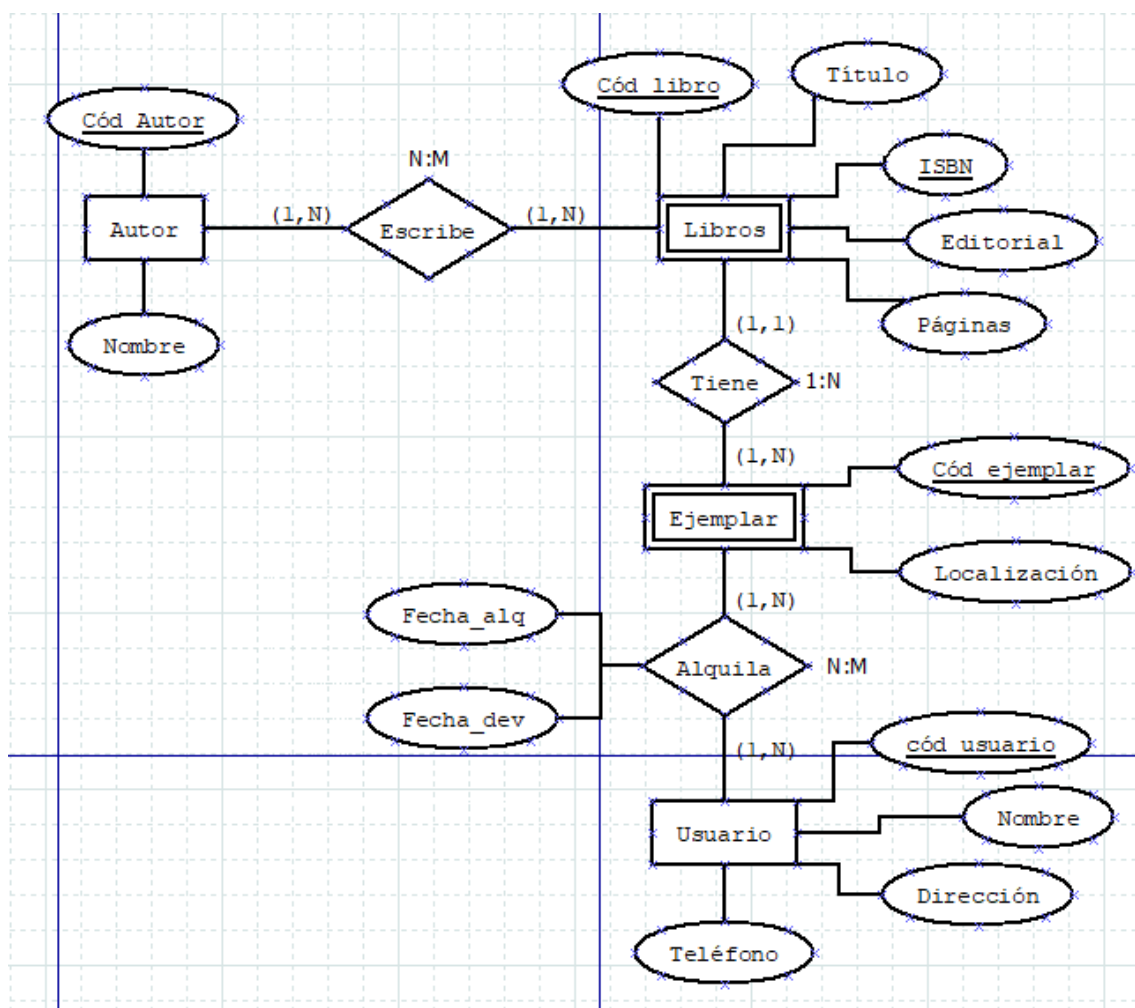 Cód libro
Título
Cód Autor
N:M
ISBN
Autor
(1,N)
Escribe
(1,N)
Libros
Editorial
Nombre
(1,1)
Páginas
Tiene
1:N
(1,N)
Cód ejemplar
Ejemplar
Localización
Fecha_alq
(1,N)
Alquila
N:M
Fecha_dev
(1,N)
cód usuario
Usuario
Nombre
Dirección
Teléfono